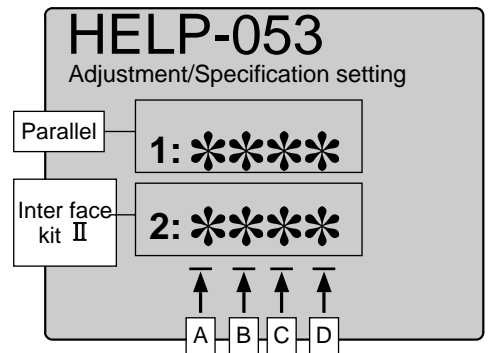 HELP-053
Adjustment/Specification setting
Parallel
1: ****
Inter face
kit Ⅱ
2: ****
A B C D